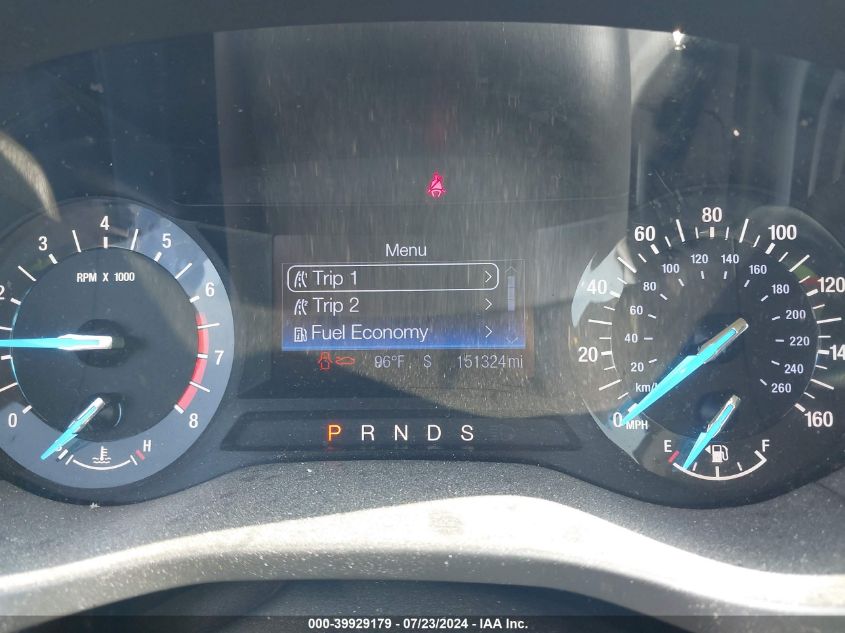 1 2 3 4 5 6 7 8
RPM X 1000
H
Menu
Trip 1
Trip 2
Fuel Economy
96°F S 151324mi
P R N D S
0 20 40 60 80 100 120 14 160
20 40 60 80 100 120 140 160 180 200 220 240 260
km/
MPH
E F
000-39929179 / 07/23/2024 - IAA Inc.